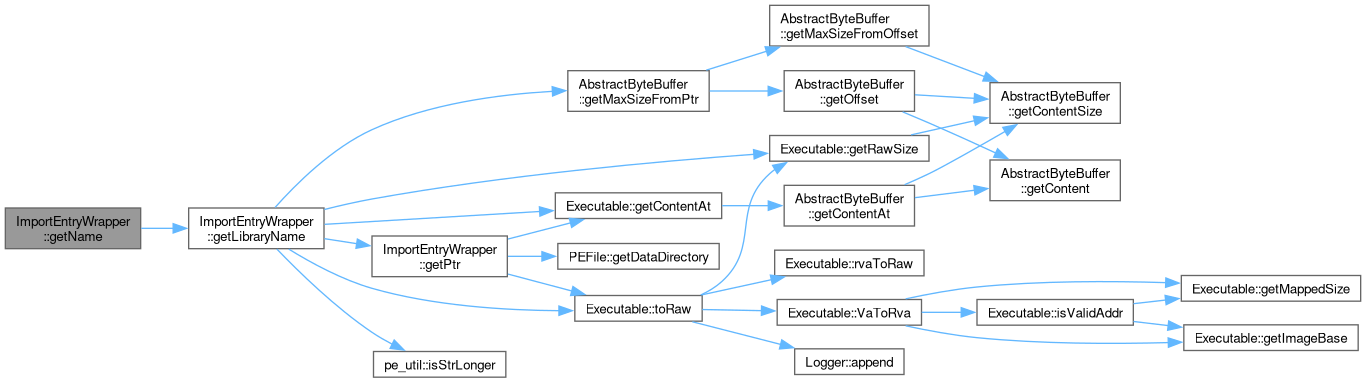 ImportEntryWrapper
::getName
ImportEntryWrapper
::getLibraryName
AbstractByteBuffer
::getMaxSizeFromPtr
Executable::getContentAt
ImportEntryWrapper
::getPtr
PEFile::getDataDirectory
Executable::toRaw
pe_util::isStrLonger
AbstractByteBuffer
::getMaxSizeFromOffset
AbstractByteBuffer
::getOffset
Executable::getRawSize
AbstractByteBuffer
::getContentAt
Executable::rvaToRaw
Executable::VaToRva
Logger::append
AbstractByteBuffer
::getContentSize
AbstractByteBuffer
::getContent
Executable::isValidAddr
Executable::getMappedSize
Executable::getImageBase